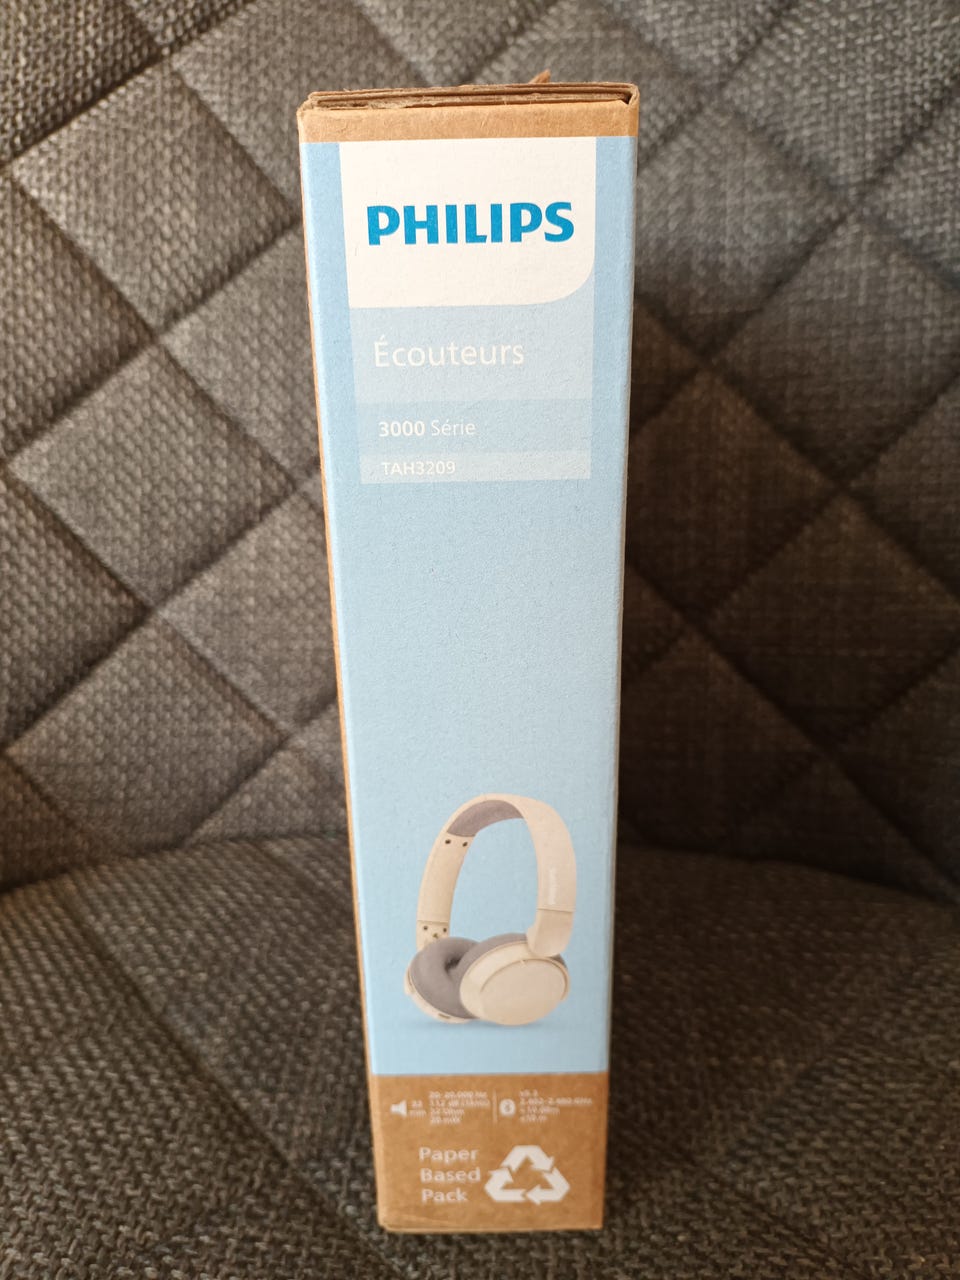 PHILIPS
Écouteurs
3000 Série
TAH3209
Paper
Based
Pack